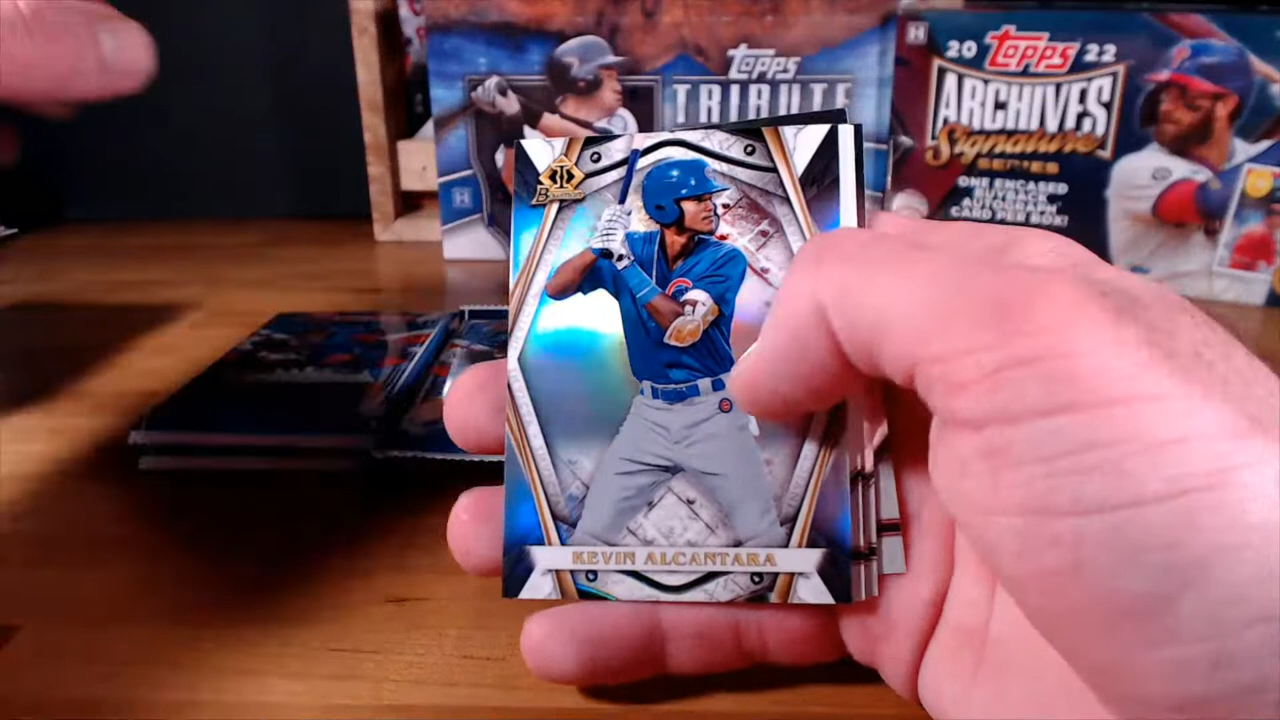 Topps
TRIBUTE
H
H
20 Topps 22
ARCHIVES
Signature
SERIES
ONE ENCASED
BUYBACK
AUTOGRAPH
CARD PER BOX!
Bowman
C
KEVIN ALCANTARA